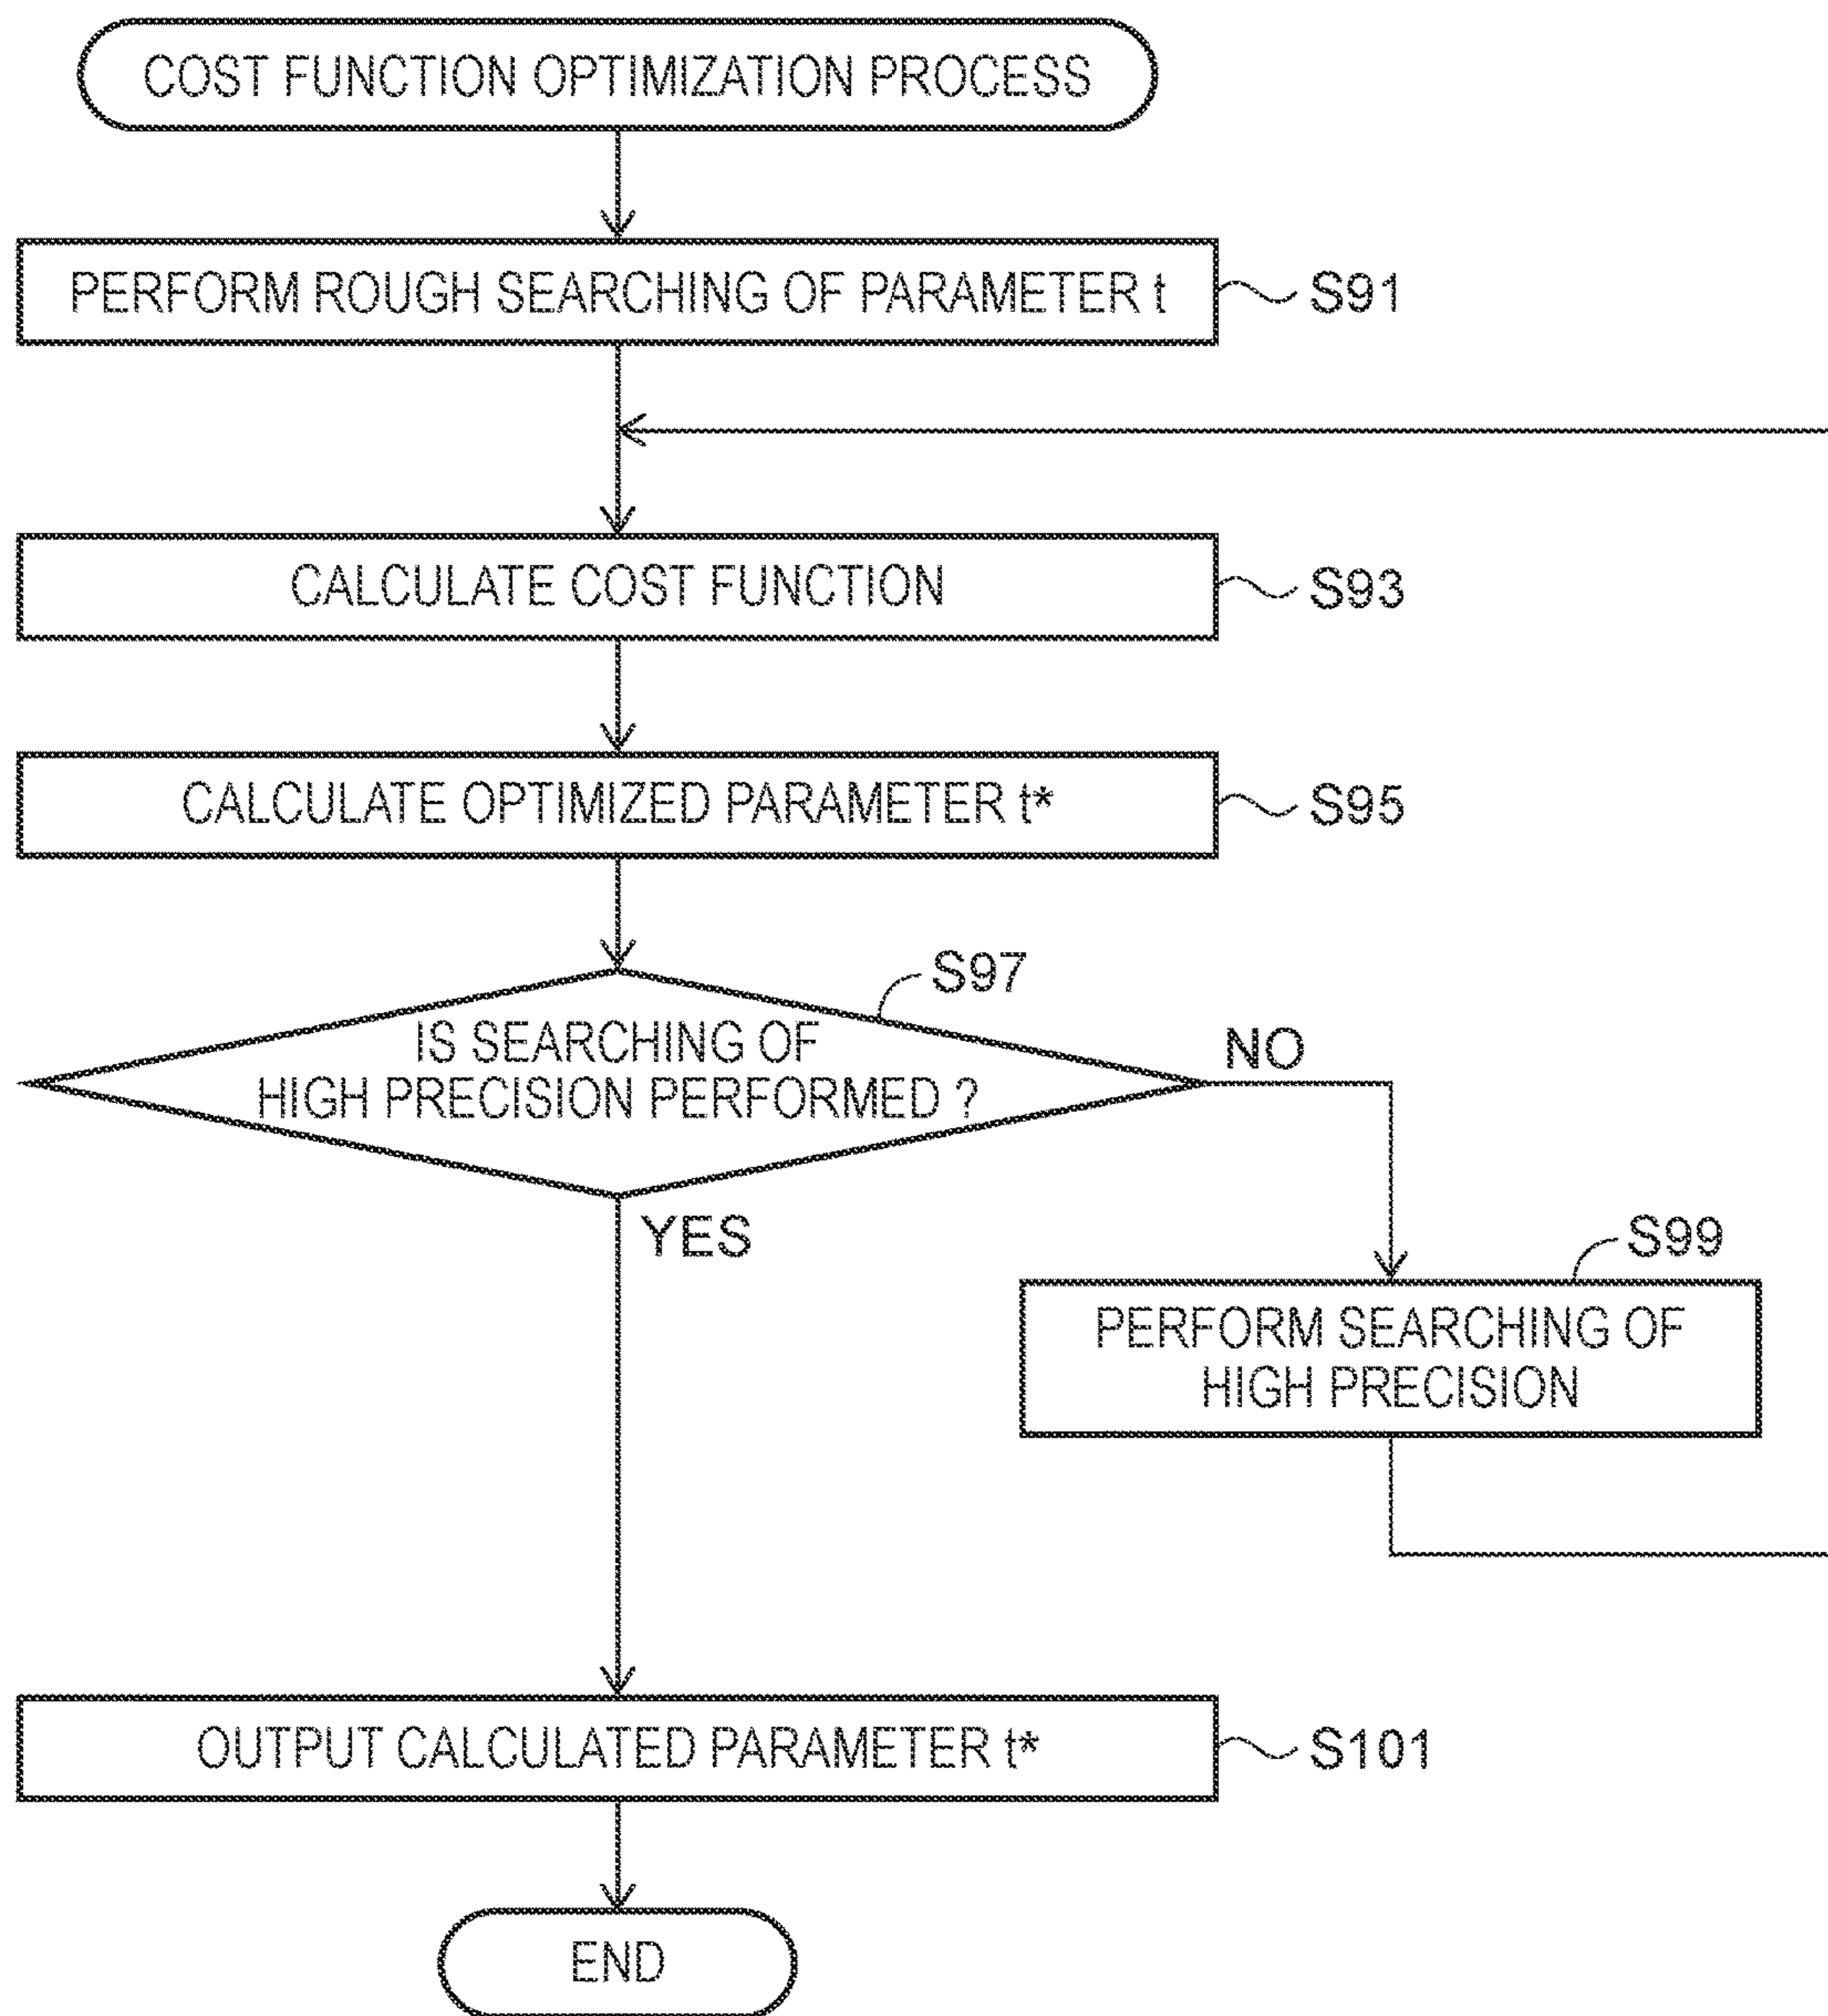 COST FUNCTION OPTIMIZATION PROCESS
PERFORM ROUGH SEARCHING OF PARAMETER t
S91
CALCULATE COST FUNCTION
S93
CALCULATE OPTIMIZED PARAMETER t*
S95
S97
IS SEARCHING OF
HIGH PRECISION PERFORMED ?
NO
YES
S99
PERFORM SEARCHING OF
HIGH PRECISION
OUTPUT CALCULATED PARAMETER t*
S101
END